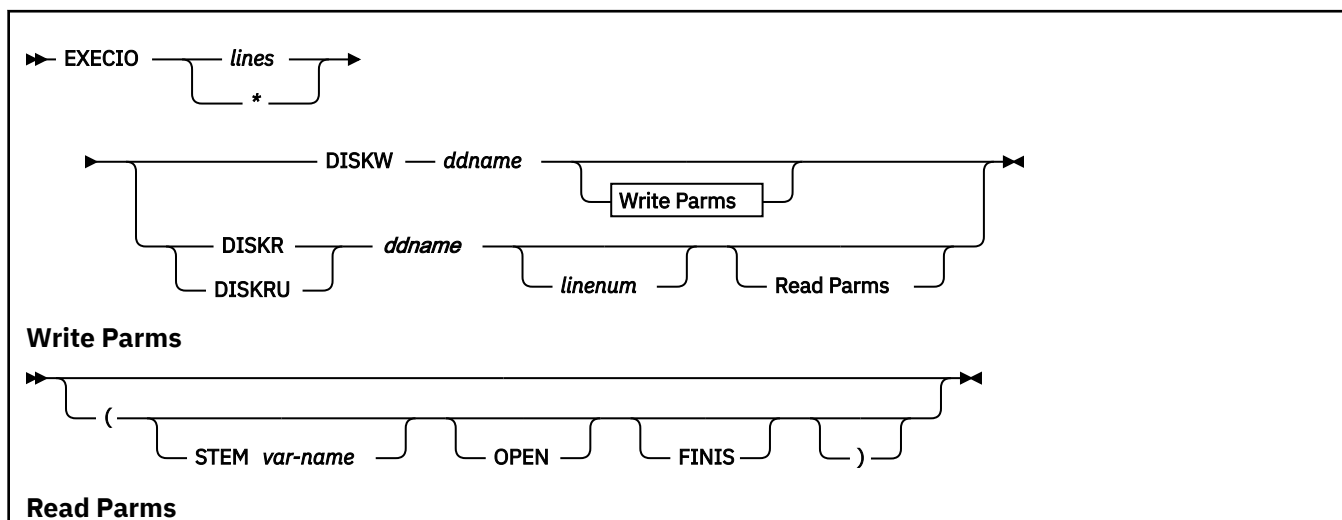 EXECIO lines
*
DISKW ddname
Write Parms
DISKR ddname
DISKRU linenum Read Parms
Write Parms
(
STEM var-name OPEN FINIS )
Read Parms